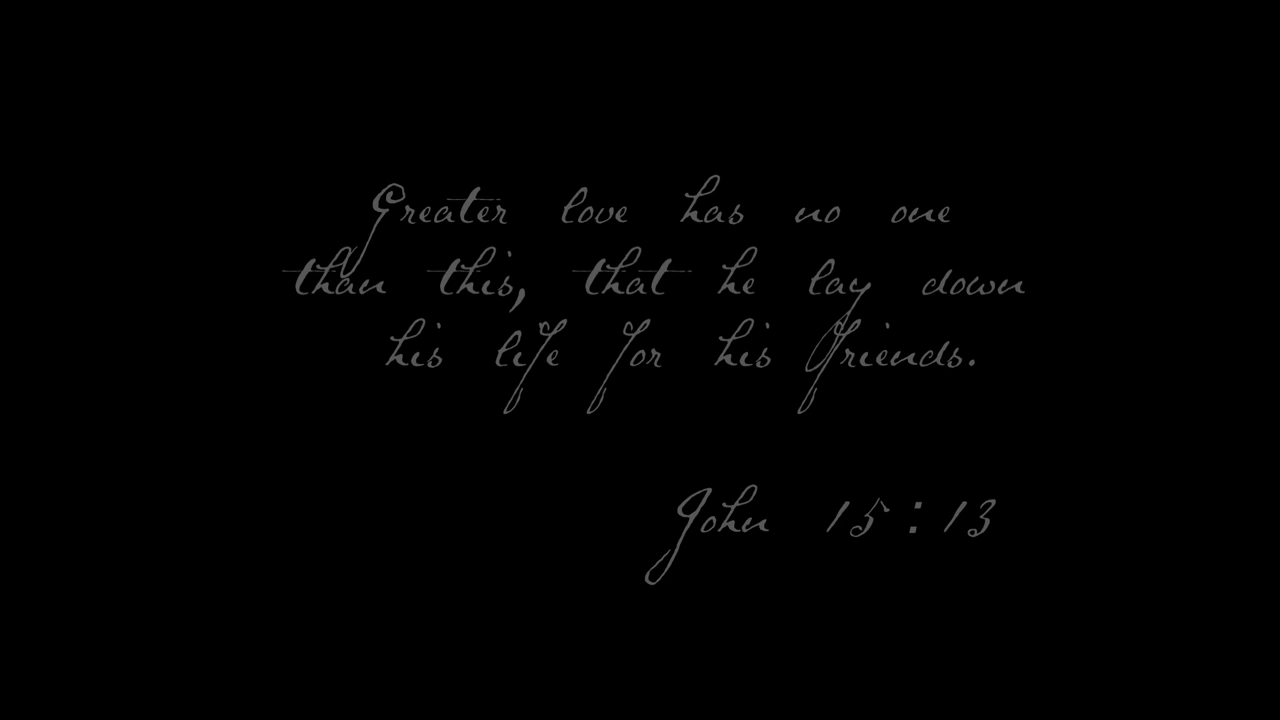 Greater love has no one
than this, that he lay down
his life for his friends.
John 15:13